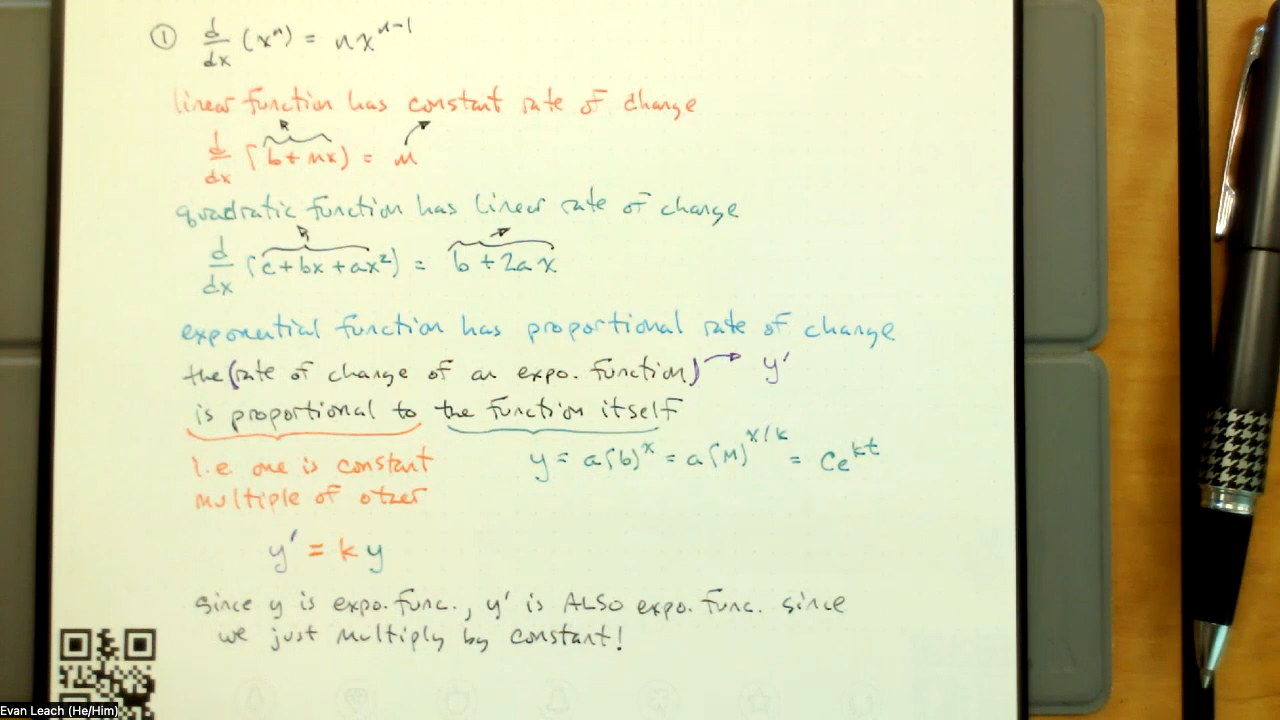 ① d/dx (xⁿ) = nxⁿ⁻¹
linear function has constant rate of change
d/dx (b+mx) = m
quadratic function has linear rate of change
d/dx (c+bx+ax²) = b+2ax
exponential function has proportional rate of change
the (rate of change of an expo. function) → y'
is proportional to the function itself
i.e. one is constant
multiple of other
y = a(b)ˣ = a(M)ˣ/ᵏ = Ceᵏᵗ
y' = ky
since y is expo. func., y' is ALSO expo. func. since
we just multiply by constant!
Evan Leach (He/Him)